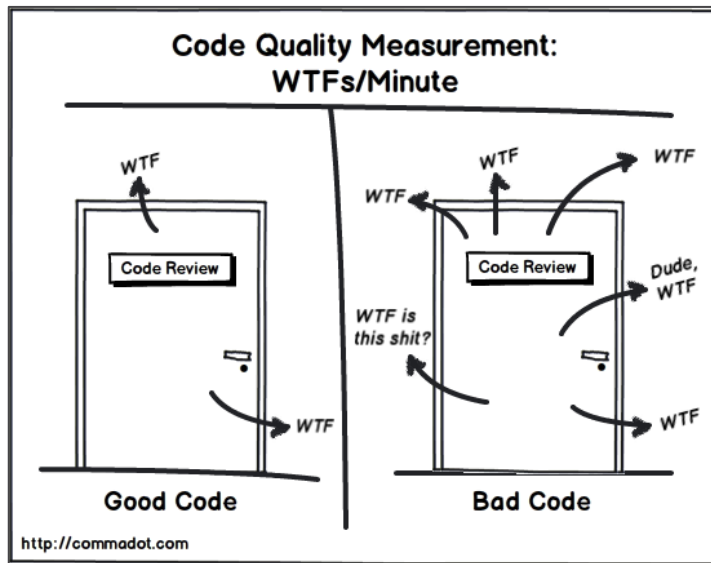 Code Quality Measurement:
WTFs/Minute
WTF
Code Review
WTF
Good Code
WTF
WTF
WTF
Code Review
Dude,
WTF
WTF is
this shit?
WTF
Bad Code
http://commadot.com